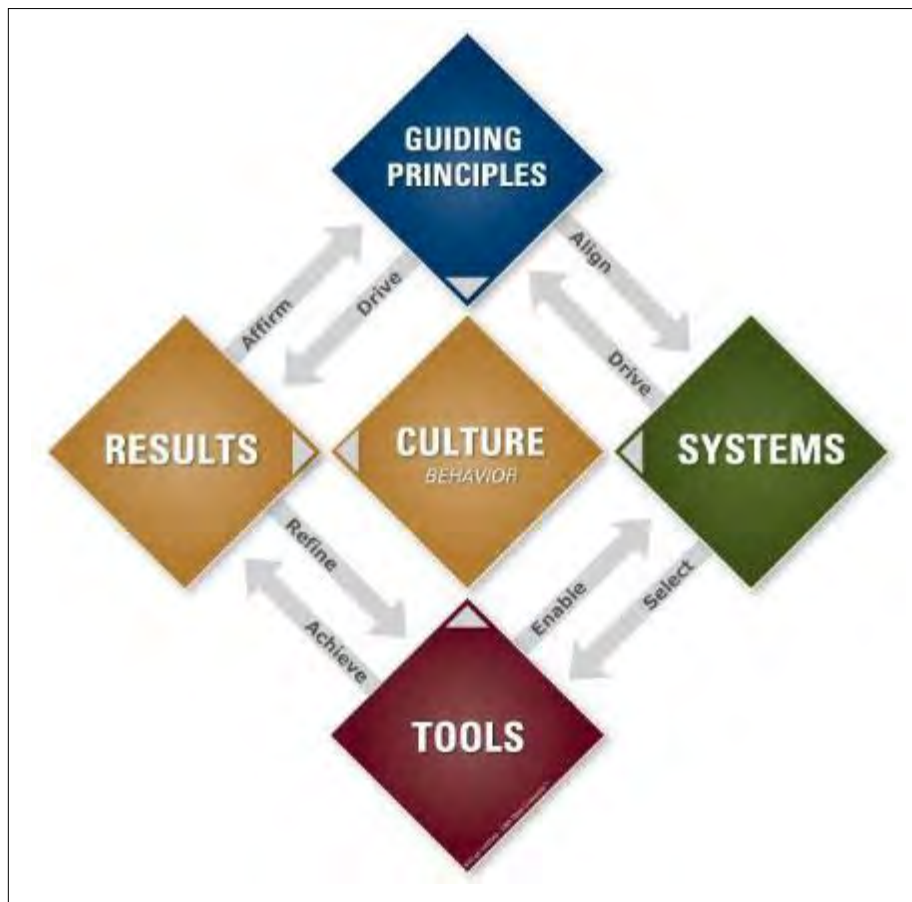 GUIDING
PRINCIPLES
Affirm
Drive
Align
Drive
RESULTS
CULTURE
BEHAVIOR
SYSTEMS
Refine
Achieve
Enable
Select
TOOLS